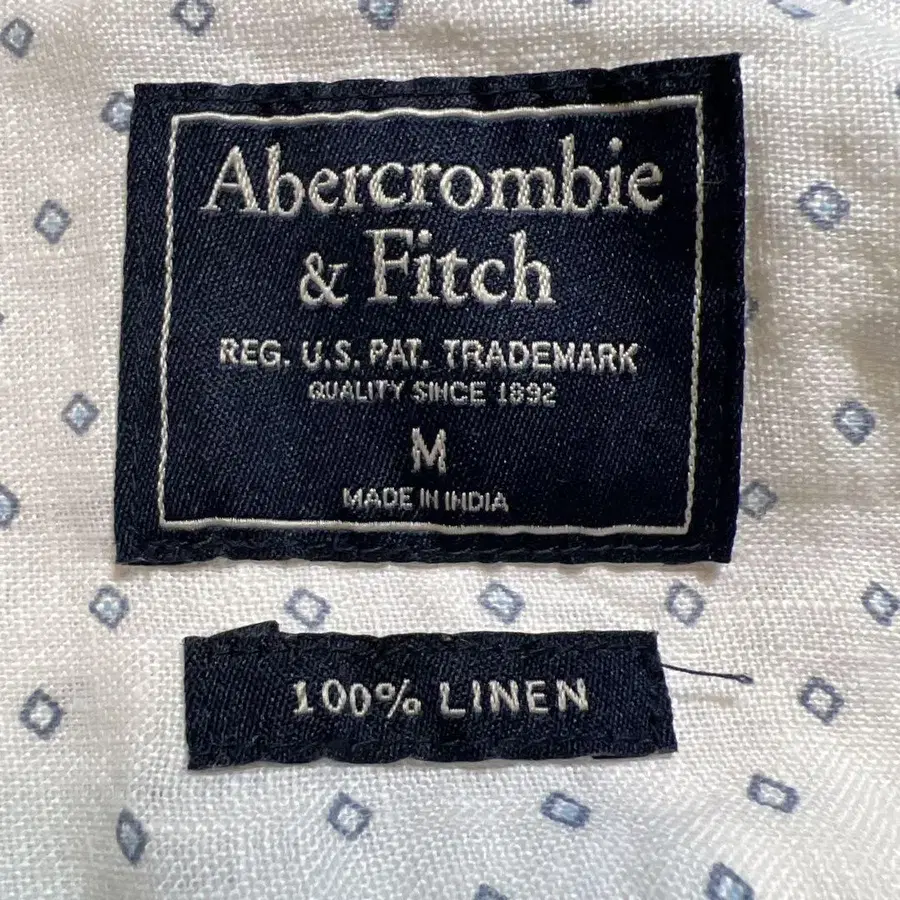 Abercrombie
& Fitch
REG. U.S. PAT. TRADEMARK
QUALITY SINCE 1892
M
MADE IN INDIA
100% LINEN